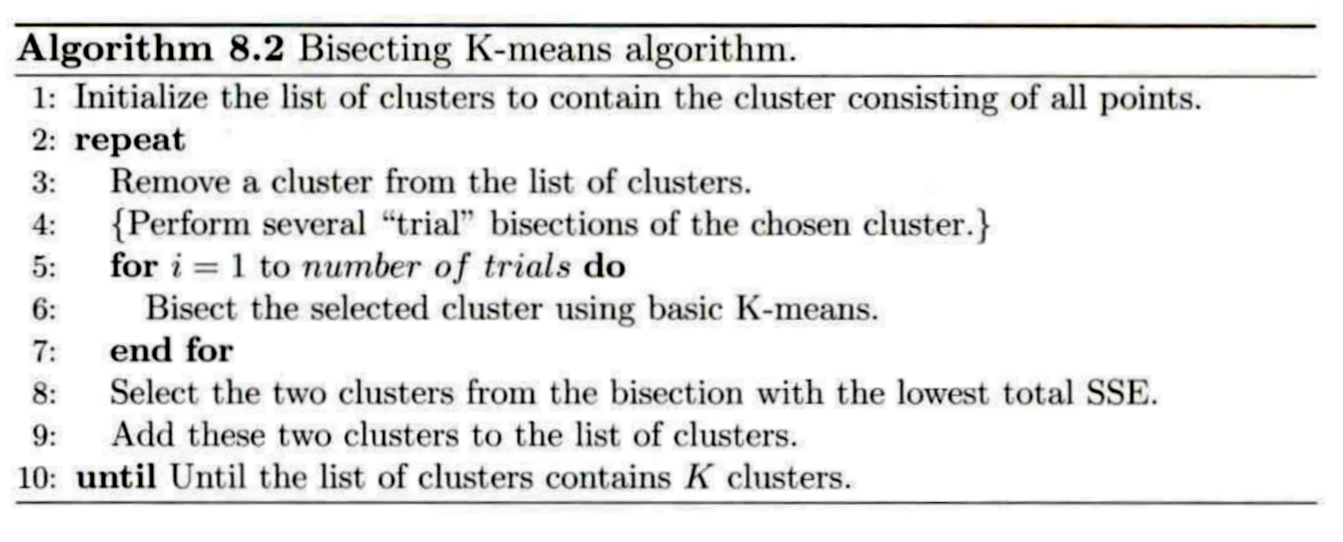 Algorithm 8.2 Bisecting K-means algorithm.
1: Initialize the list of clusters to contain the cluster consisting of all points.
2: repeat
3: Remove a cluster from the list of clusters.
4: {Perform several “trial” bisections of the chosen cluster.}
5: for i = 1 to number of trials do
6: Bisect the selected cluster using basic K-means.
7: end for
8: Select the two clusters from the bisection with the lowest total SSE.
9: Add these two clusters to the list of clusters.
10: until Until the list of clusters contains K clusters.